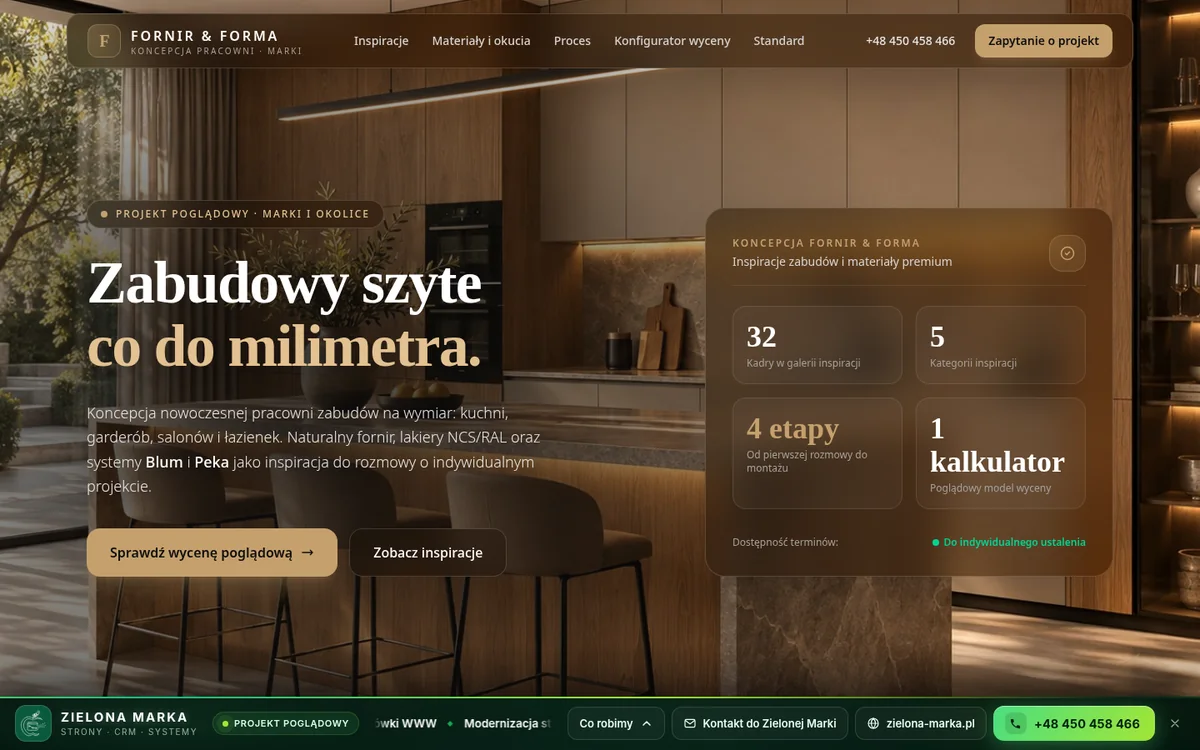 F
FORNIR & FORMA
KONCEPCJA PRACOWNI · MARKI
Inspiracje
Materiały i okucia
Proces
Konfigurator wyceny
Standard
+48 450 458 466
Zapytanie o projekt
PROJEKT POGLĄDOWY · MARKI I OKOLICE
Zabudowy szyte
co do milimetra.
Koncepcja nowoczesnej pracowni zabudów na wymiar: kuchni,
garderób, salonów i łazienek. Naturalny fornir, lakiery NCS/RAL oraz
systemy Blum i Peka jako inspiracja do rozmowy o indywidualnym
projekcie.
Sprawdź wycenę poglądową →
Zobacz inspiracje
KONCEPCJA FORNIR & FORMA
Inspiracje zabudów i materiały premium
32
Kadry w galerii inspiracji
5
Kategorii inspiracji
4 etapy
Od pierwszej rozmowy do
montażu
1
kalkulator
Poglądowy model wyceny
Dostępność terminów:
Do indywidualnego ustalenia
ZIELONA MARKA
STRONY · CRM · SYSTEMY
PROJEKT POGLĄDOWY
WWW
Modernizacja
Co robimy
Kontakt do Zielonej Marki
zielona-marka.pl
+48 450 458 466